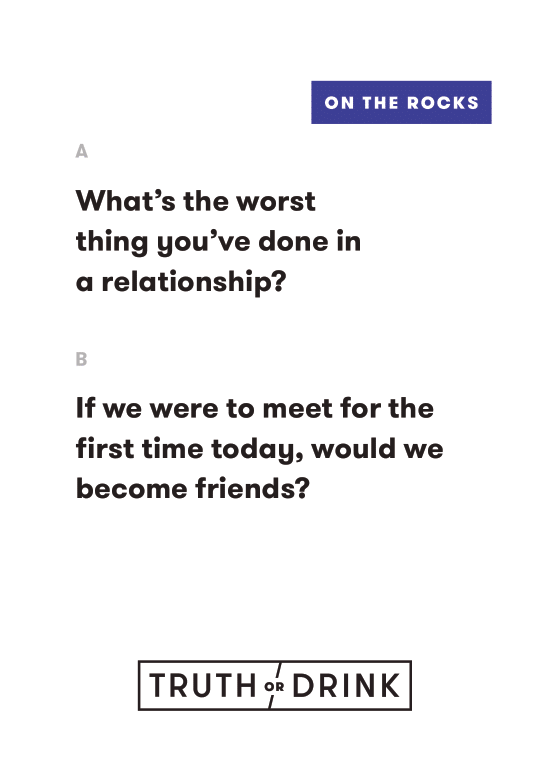 ON THE ROCKS
A
What’s the worst
thing you’ve done in
a relationship?
B
If we were to meet for the
first time today, would we
become friends?
TRUTH OR DRINK